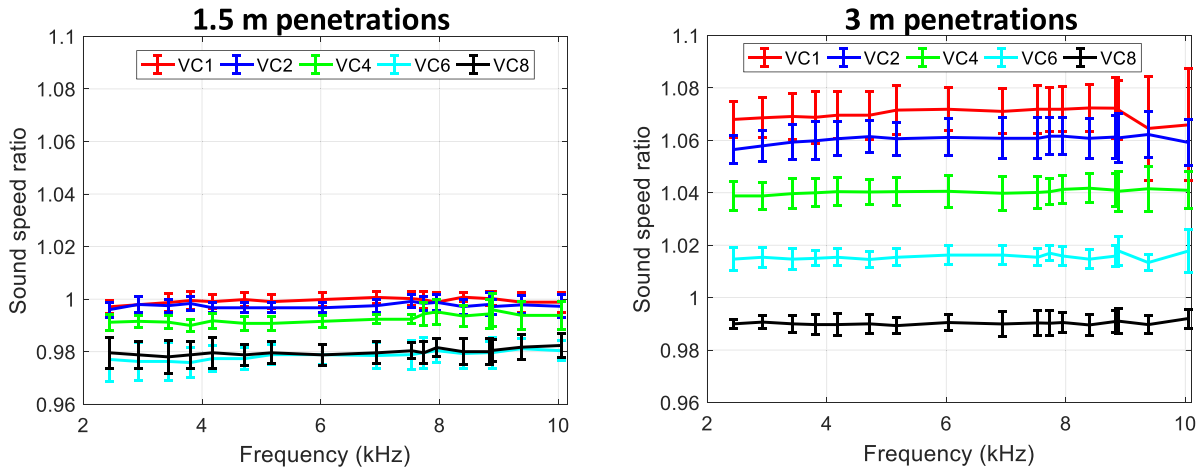 1.5 m penetrations
1.1
1.08
1.06
1.04
1.02
1
0.98
0.96
Sound speed ratio
VC1 VC2 VC4 VC6 VC8
2 4 6 8 10
Frequency (kHz)
3 m penetrations
1.1
1.08
1.06
1.04
1.02
1
0.98
0.96
Sound speed ratio
VC1 VC2 VC4 VC6 VC8
2 4 6 8 10
Frequency (kHz)